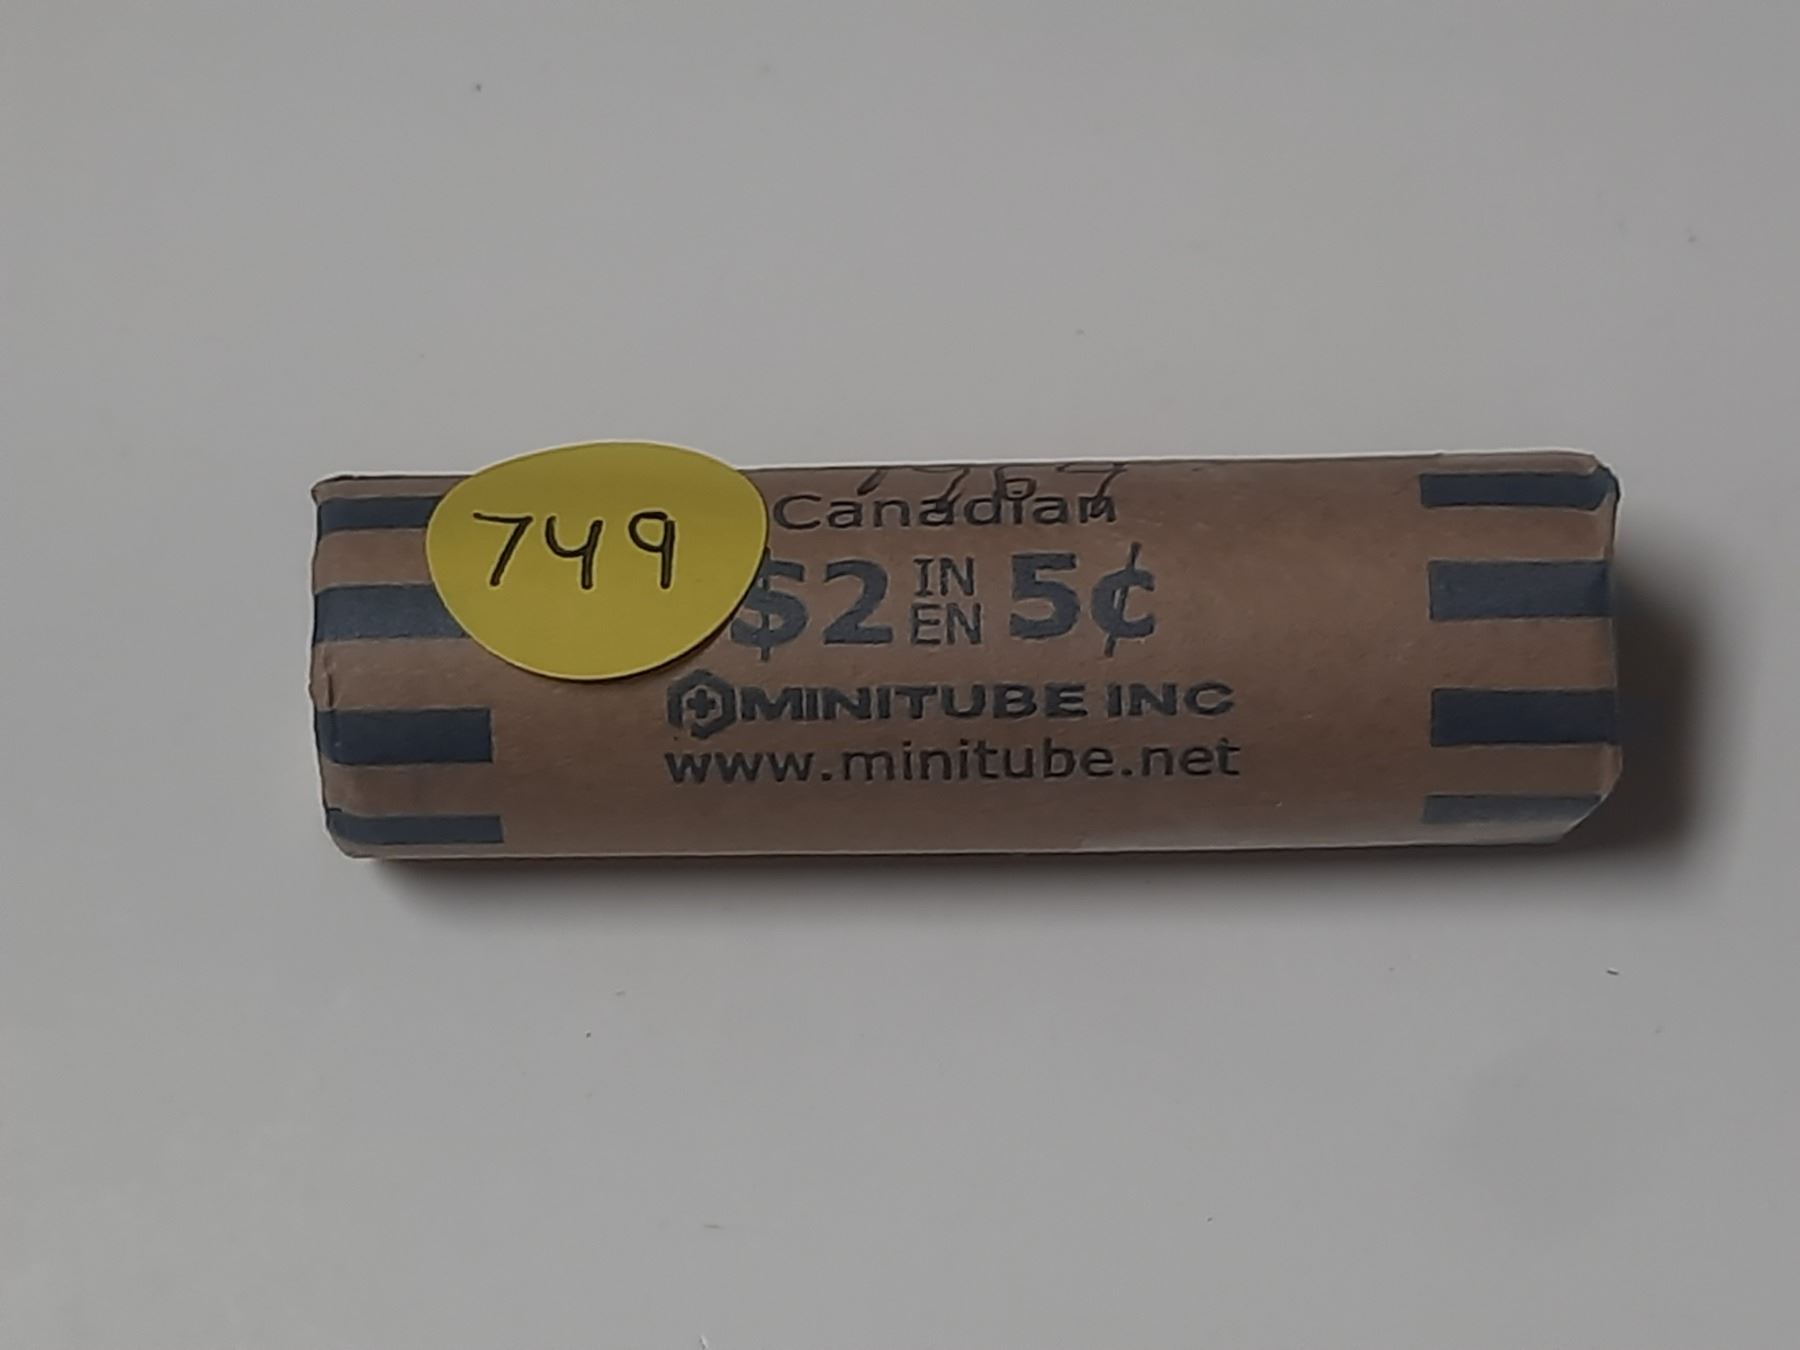 749
Canadian
$2 IN EN 5¢
MINITUBE INC
www.minitube.net